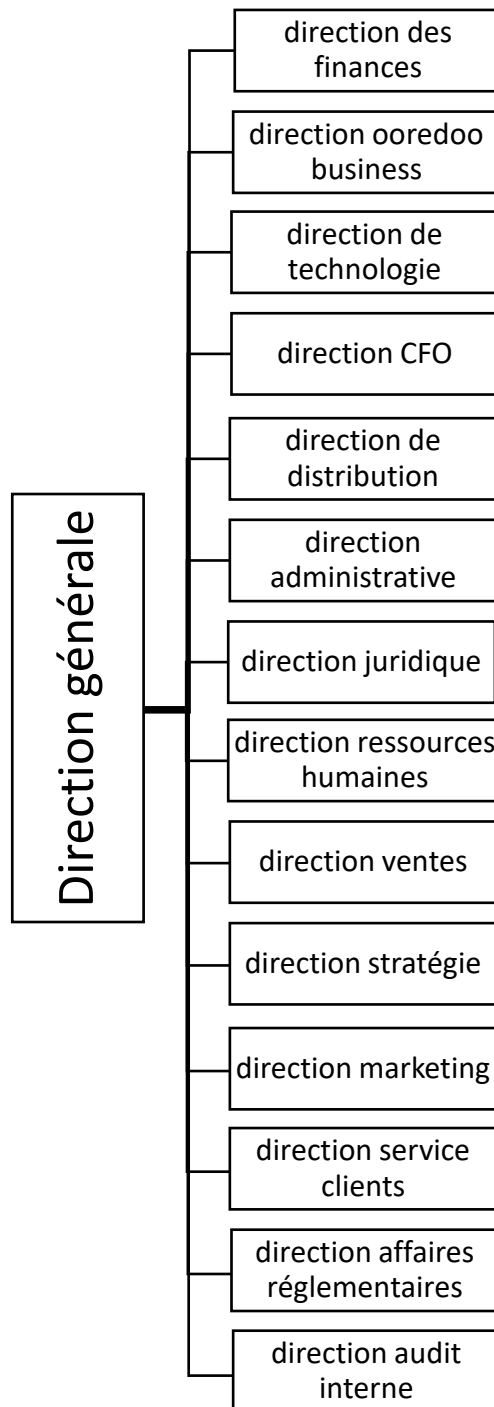 direction des
finances
direction ooredoo
business
direction de
technologie
direction CFO
direction de
distribution
direction
administrative
Direction générale
direction juridique
direction ressources
humaines
direction ventes
direction stratégie
direction marketing
direction service
clients
direction affaires
réglementaires
direction audit
interne